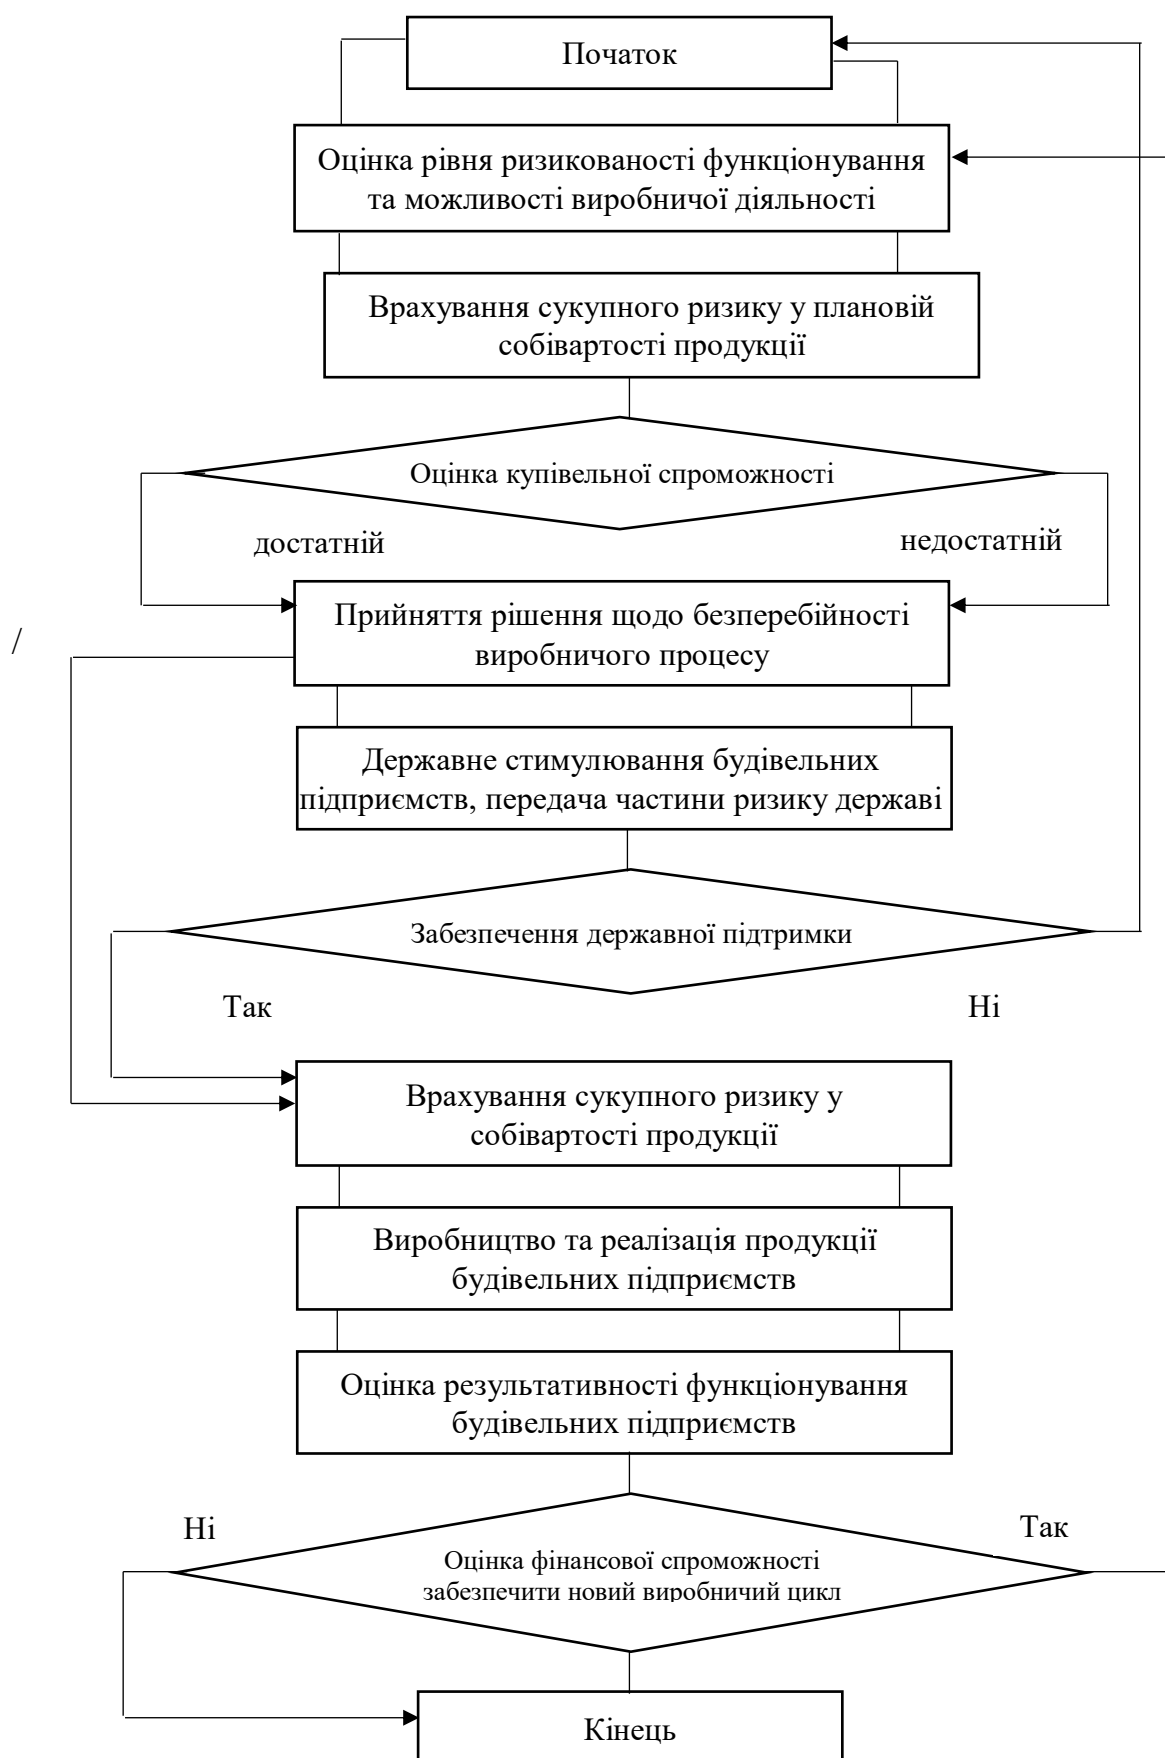 Початок
Оцінка рівня ризикованості функціонування
та можливості виробничої діяльності
Врахування сукупного ризику у плановій
собівартості продукції
Оцінка купівельної спроможності
достатній
недостатній
Прийняття рішення щодо безперебійності
виробничого процесу
/
Державне стимулювання будівельних
підприємств, передача частини ризику державі
Забезпечення державної підтримки
Так
Ні
Врахування сукупного ризику у
собівартості продукції
Виробництво та реалізація продукції
будівельних підприємств
Оцінка результативності функціонування
будівельних підприємств
Ні
Так
Оцінка фінансової спроможності
забезпечити новий виробничий цикл
Кінець